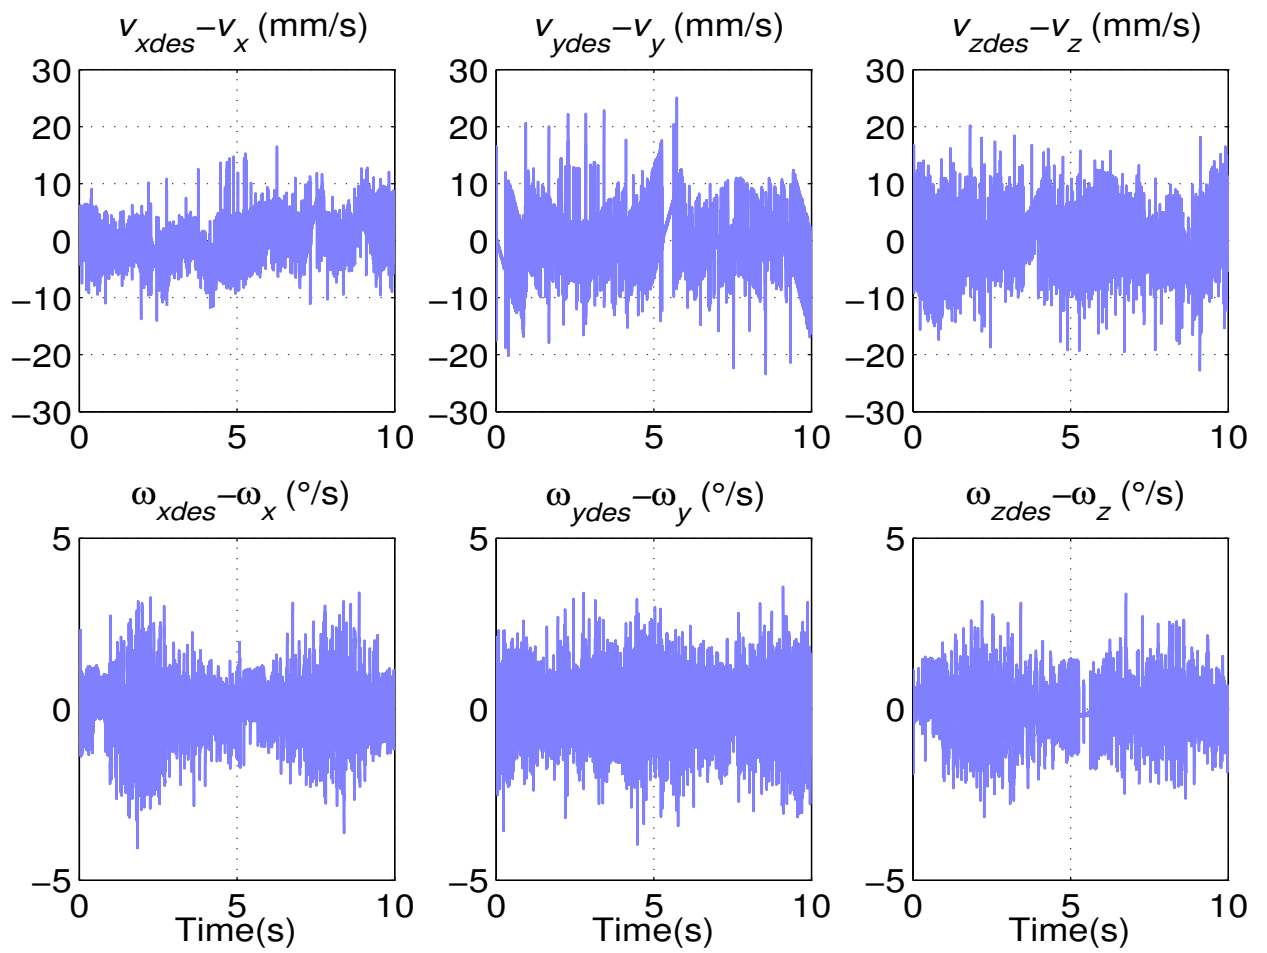 v_xdes−v_x (mm/s) v_ydes−v_y (mm/s) v_zdes−v_z (mm/s)
30 30 30
20 20 20
10 10 10
0 0 0
−10 −10 −10
−20 −20 −20
−30 −30 −30
0 5 10 0 5 10 0 5 10
ω_xdes−ω_x (°/s) ω_ydes−ω_y (°/s) ω_zdes−ω_z (°/s)
5 5 5
0 0 0
−5 −5 −5
0 5 10 0 5 10 0 5 10
Time(s) Time(s) Time(s)